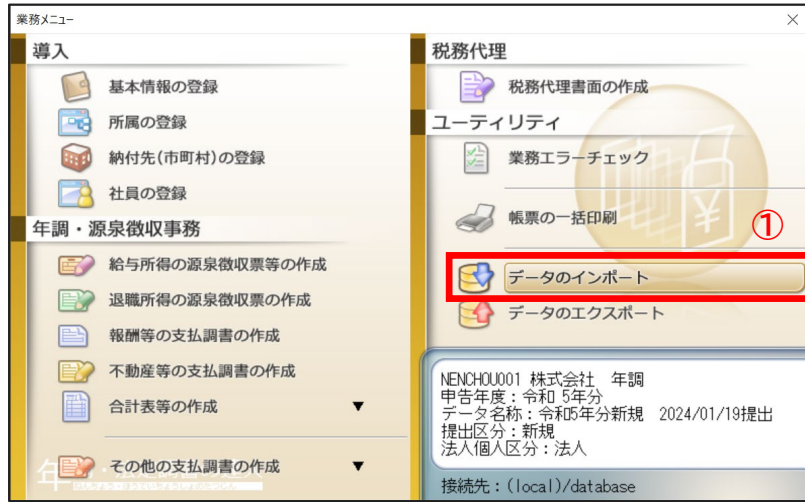 業務メニュー
導入
基本情報の登録
所属の登録
納付先(市町村)の登録
社員の登録
年調・源泉徴収事務
給与所得の源泉徴収票等の作成
退職所得の源泉徴収票の作成
報酬等の支払調書の作成
不動産等の支払調書の作成
合計表等の作成 ▼
その他の支払調書の作成 ▼
税務代理
税務代理書面の作成
ユーティリティ
業務エラーチェック
帳票の一括印刷
①
データのインポート
データのエクスポート
NENCHOU001 株式会社 年調
申告年度:令和 5年分
データ名称:令和5年分新規 2024/01/19提出
提出区分:新規
法人個人区分:法人
接続先:(local)/database